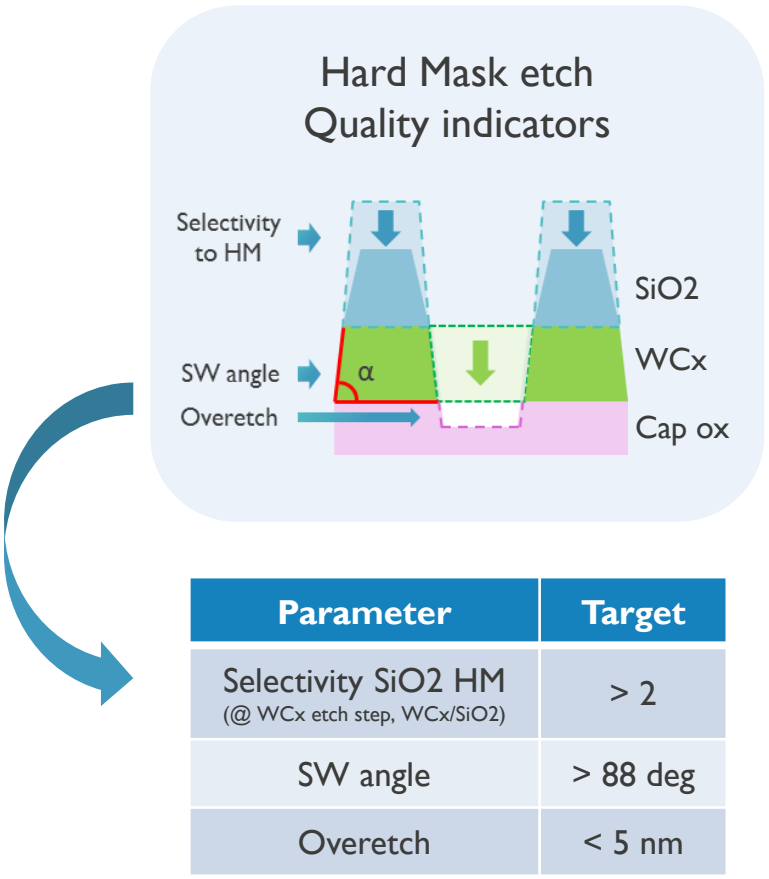 Hard Mask etch
Quality indicators
Selectivity
to HM
SiO2
WCx
SW angle
α
Overetch
Cap ox
Parameter Target
Selectivity SiO2 HM > 2
(@ WCx etch step, WCx/SiO2)
SW angle > 88 deg
Overetch < 5 nm